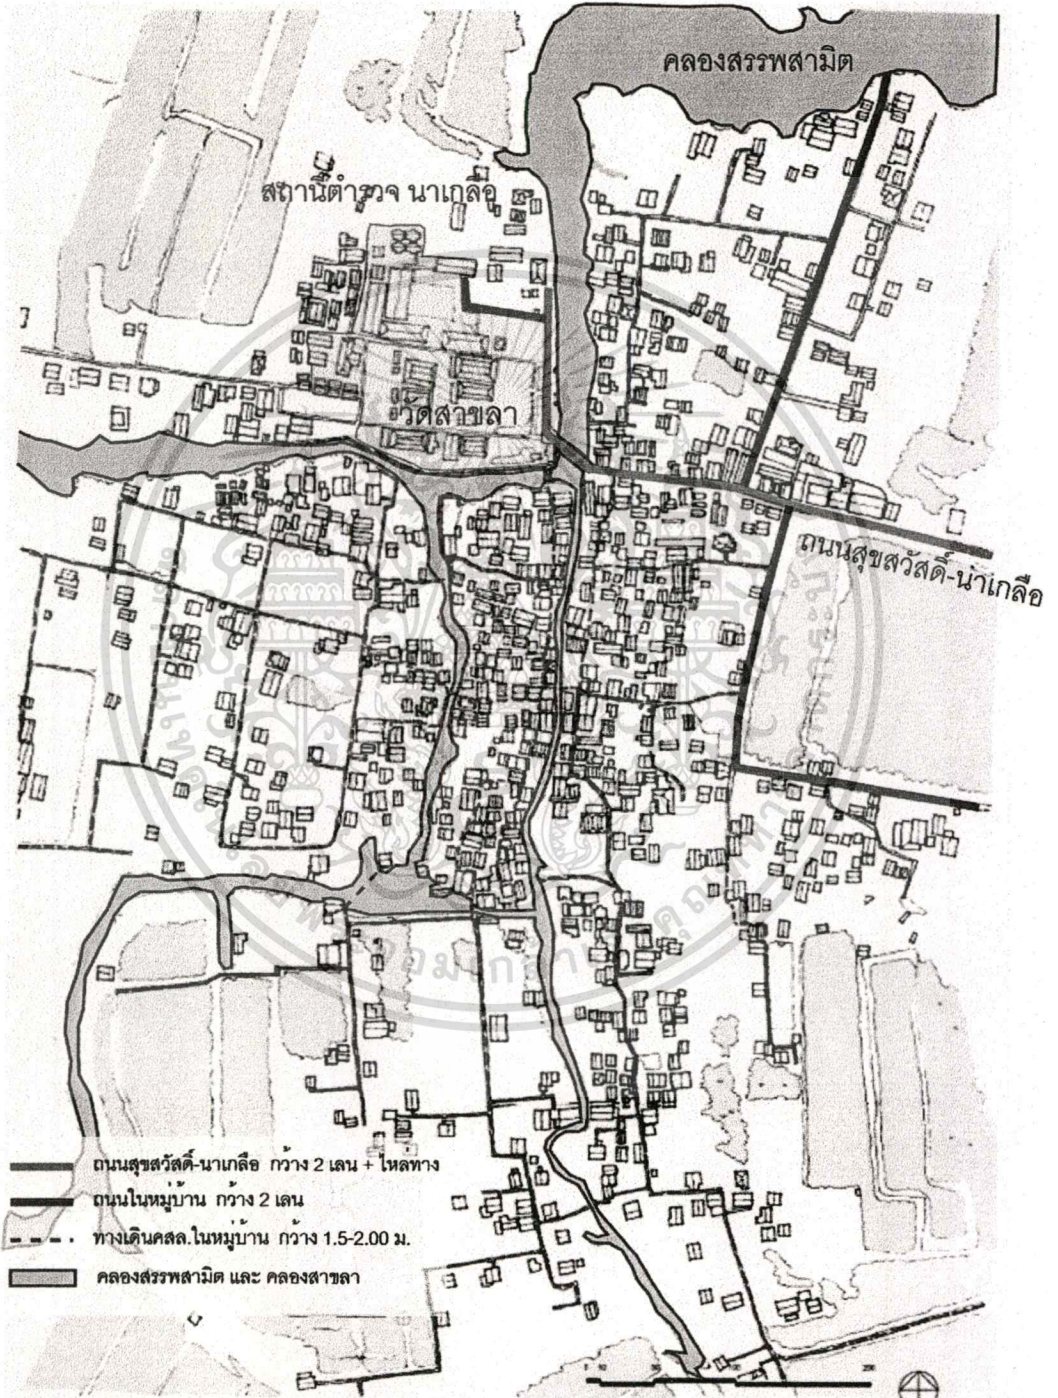 คลองสรรพสามิต
สถานีตำรวจ นาเกลือ
วัดสาขลา
ถนนสุขสวัสดิ์-นาเกลือ
ถนนสุขสวัสดิ์-นาเกลือ กว้าง 2 เลน + ไหล่ทาง
ถนนในหมู่บ้าน กว้าง 2 เลน
ทางเดินคสล.ในหมู่บ้าน กว้าง 1.5-2.00 ม.
คลองสรรพสามิต และ คลองสาขลา